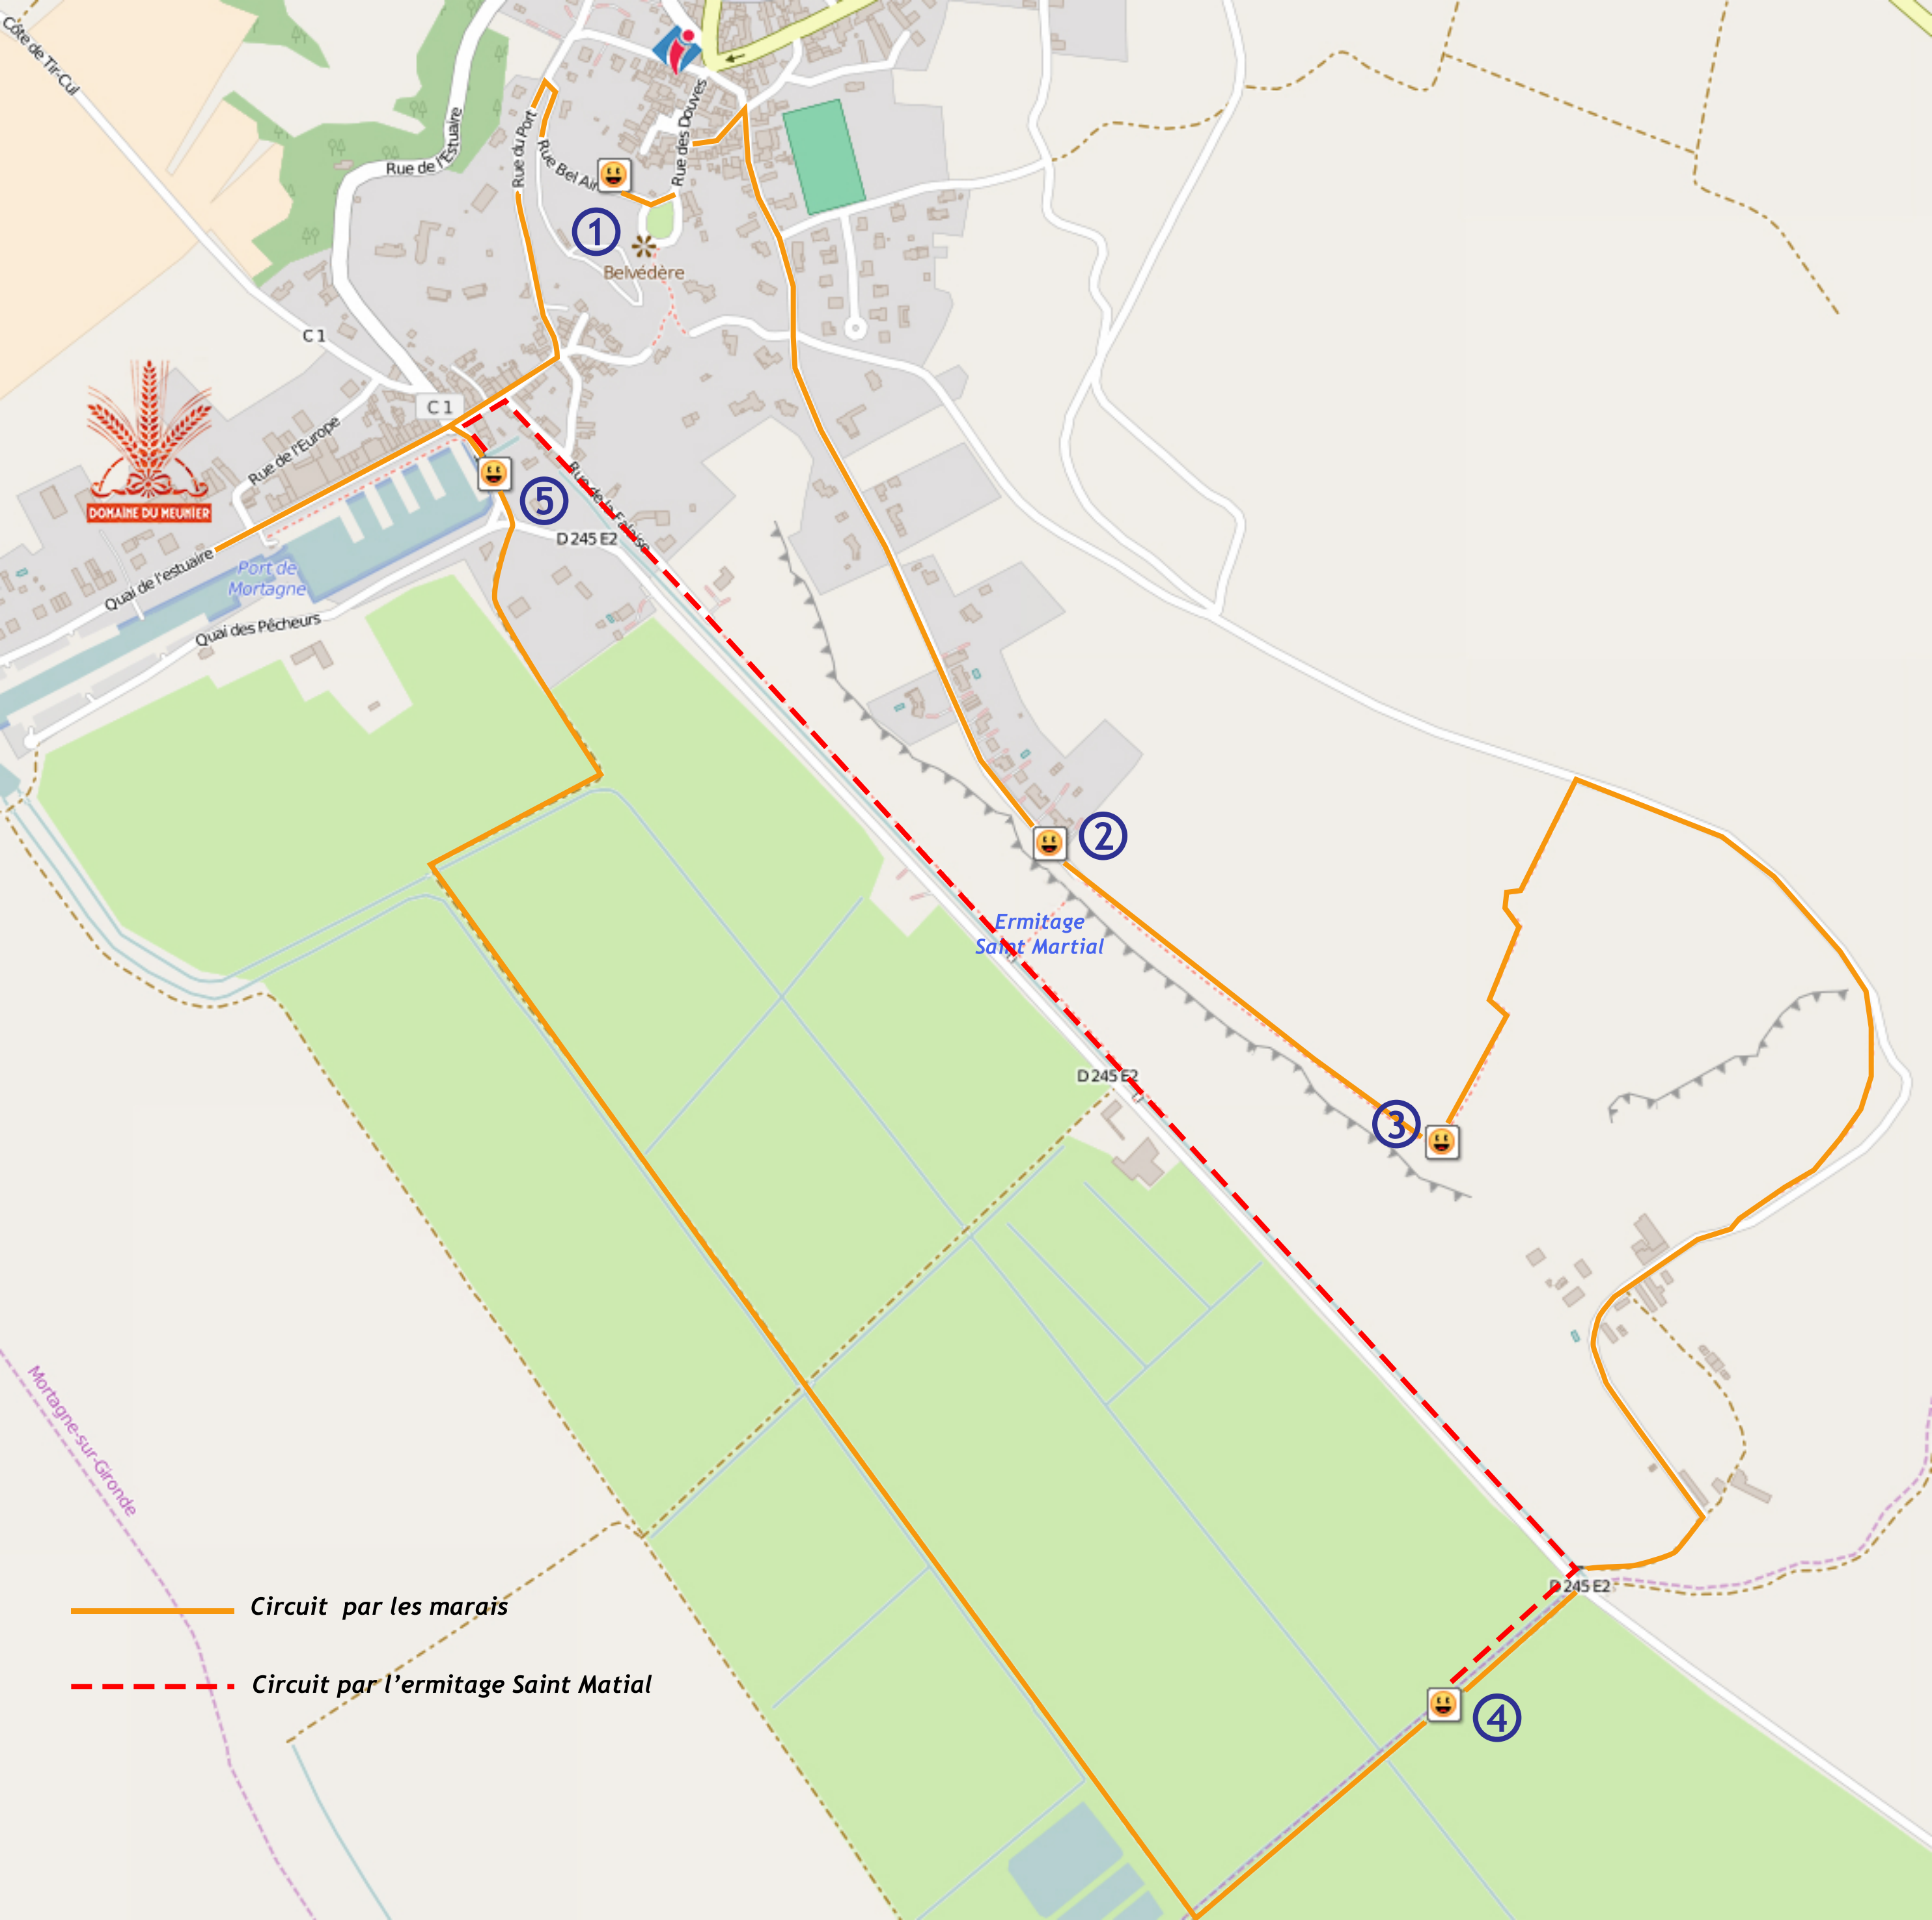 Côte de Tir-Cul
Rue de l'Estuaire
Rue de l'Estuaire
Rue du Port
Rue des Douves
Rue Bel Air
1
Belvédère
C 1
C 1
DOMAINE DU MEUNIER
Rue de l'Europe
5
Rue de la Falaise
D 245 E2
Quai de l'estuaire
Port de
Mortagne
Quai des Pêcheurs
2
Ermitage
Saint Martial
D 245 E2
3
Mortagne-sur-Gironde
D 245 E2
Circuit par les marais
Circuit par l'ermitage Saint Matial
4